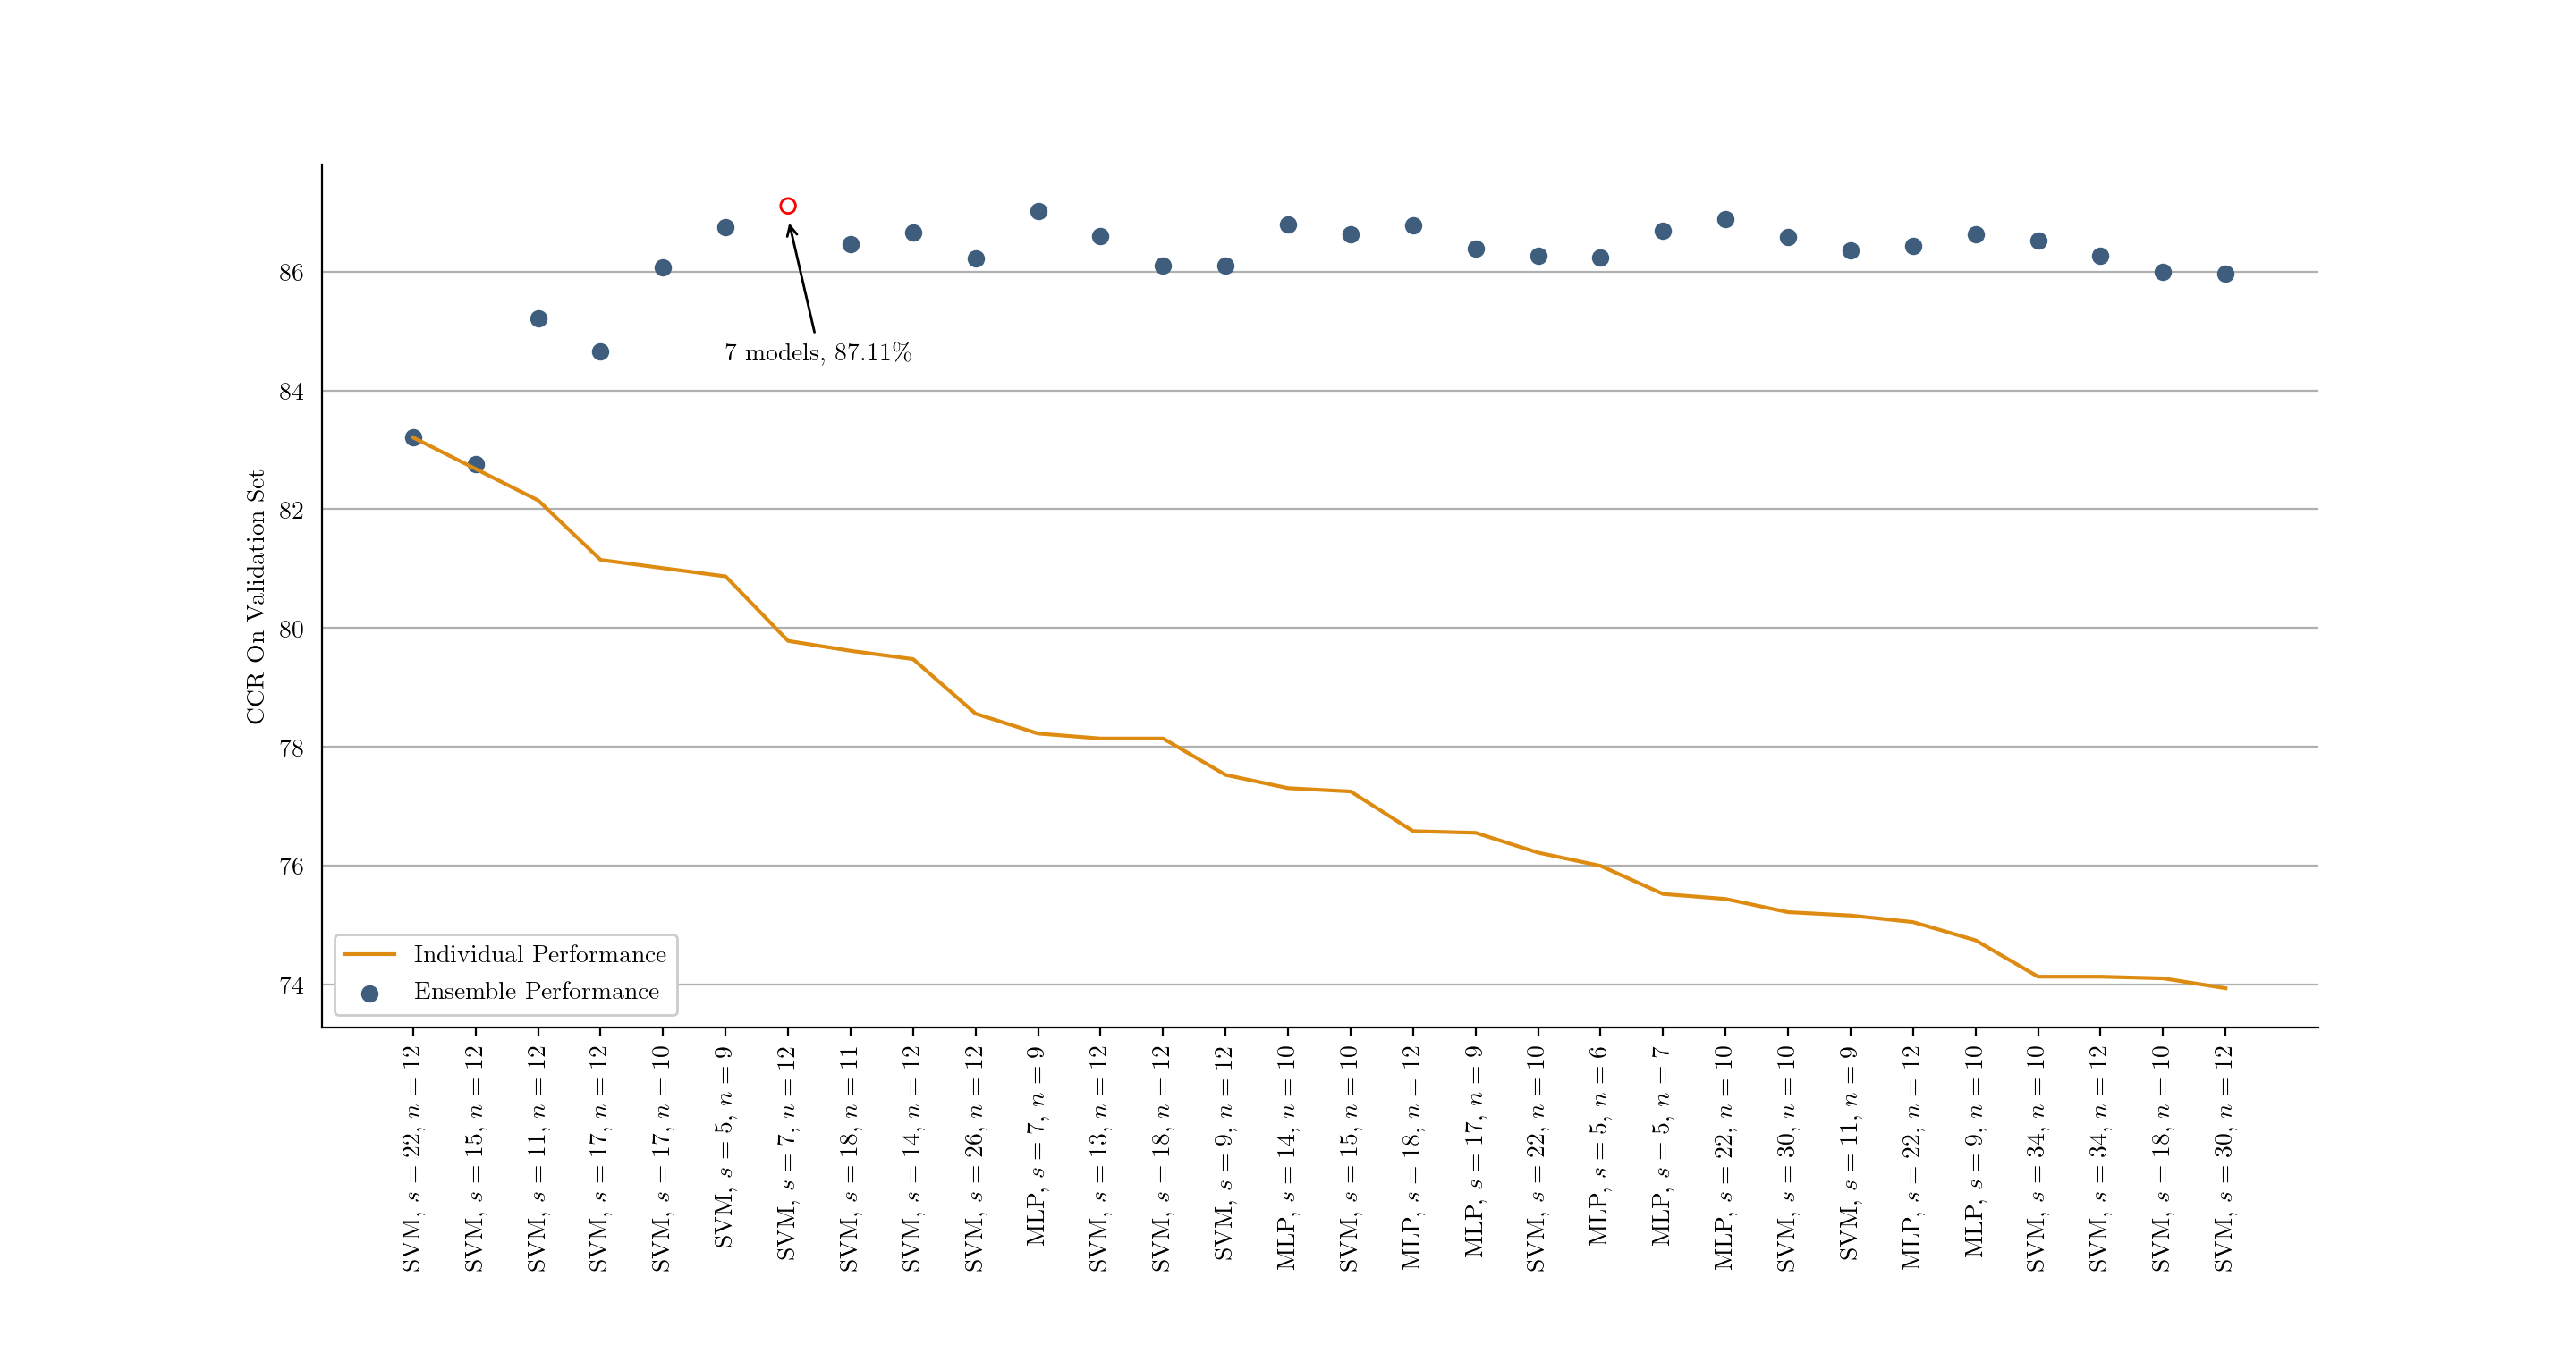 86
84
82
80
78
76
74
CCR On Validation Set
7 models, 87.11%
Individual Performance
Ensemble Performance
SVM, s = 22, n = 12
SVM, s = 15, n = 12
SVM, s = 11, n = 12
SVM, s = 17, n = 12
SVM, s = 17, n = 10
SVM, s = 5, n = 9
SVM, s = 7, n = 12
SVM, s = 18, n = 11
SVM, s = 14, n = 12
SVM, s = 26, n = 12
MLP, s = 7, n = 9
SVM, s = 13, n = 12
SVM, s = 18, n = 12
SVM, s = 9, n = 12
MLP, s = 14, n = 10
SVM, s = 15, n = 10
MLP, s = 18, n = 12
MLP, s = 17, n = 9
SVM, s = 22, n = 10
MLP, s = 5, n = 6
MLP, s = 5, n = 7
MLP, s = 22, n = 10
SVM, s = 30, n = 10
SVM, s = 11, n = 9
MLP, s = 22, n = 12
MLP, s = 9, n = 10
SVM, s = 34, n = 10
SVM, s = 34, n = 12
SVM, s = 18, n = 10
SVM, s = 30, n = 12